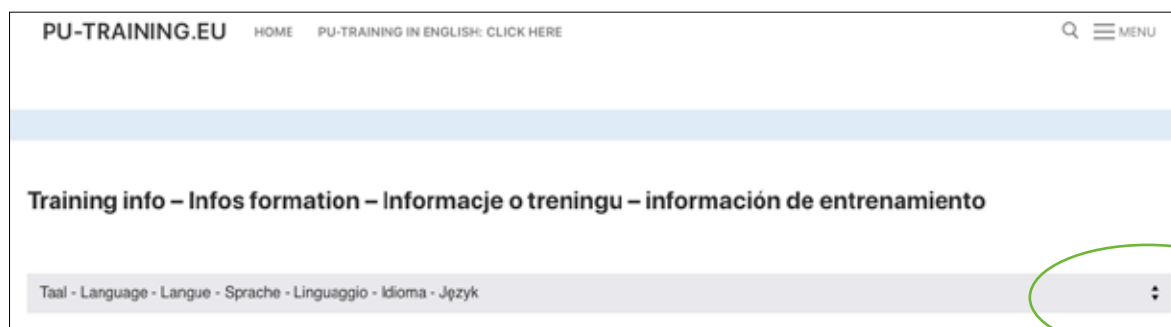 PU-TRAINING.EU HOME PU-TRAINING IN ENGLISH: CLICK HERE MENU
Training info – Infos formation – Informacje o treningu – información de entrenamiento
Taal - Language - Langue - Sprache - Linguaggio - Idioma - Język